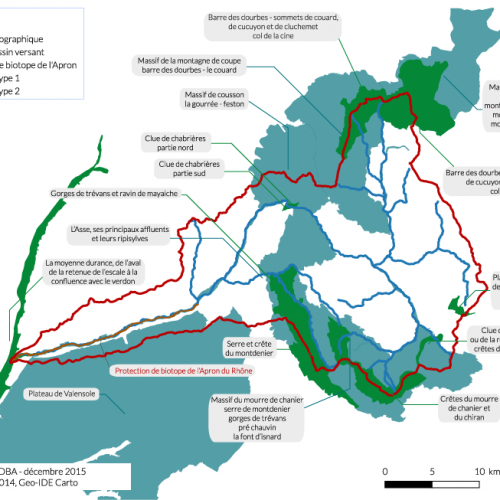 ographique
ssin versant
e biotope de l'Apron
ype 1
ype 2
Barre des dourbes - sommets de couard,
de cucuyon et de cluchemet
col de la cine
Massif de la montagne de coupe
barre des dourbes - le couard
Massif de cousson
la gourrée - feston
Ma
mont
mo
mo
Clue de chabrières
partie nord
Clue de chabrières
partie sud
Barre des dourb
de cucuyo
col
Gorges de trévans et ravin de mayaiche
L'Asse, ses principaux affluents
et leurs ripisylves
La moyenne durance, de l'aval
de la retenue de l'escale à la
confluence avec le verdon
Pla
de
Clue d
ou de la r
crêtes d
Serre et crête
du montdenier
Protection de biotope de l'Apron du Rhône
Plateau de Valensole
Massif du mourre de chanier
serre de montdenier
gorges de trévans
pré chauvin
la font d'isnard
Crêtes du mourre
de chanier et
du chiran
DBA - décembre 2015
014, Geo-IDE Carto
0 5 10 km